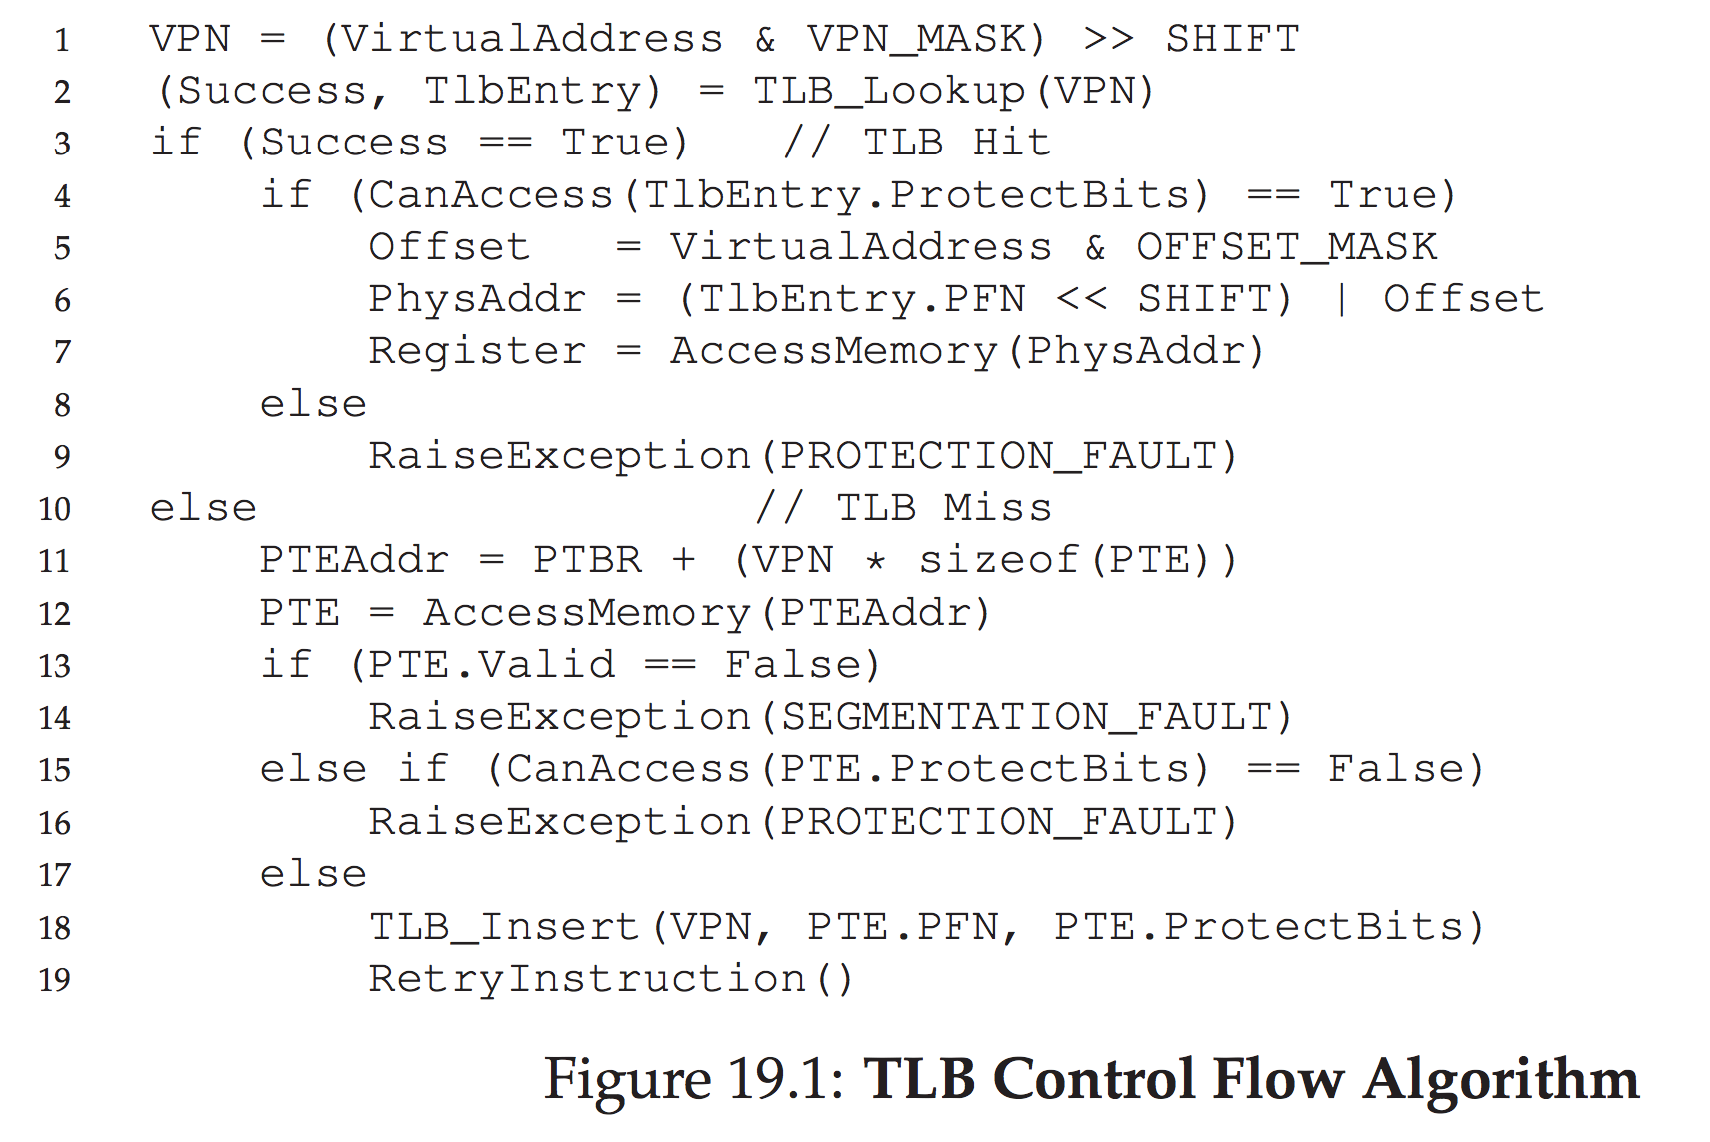 1 VPN = (VirtualAddress & VPN_MASK) >> SHIFT
2 (Success, TlbEntry) = TLB_Lookup(VPN)
3 if (Success == True)   // TLB Hit
4     if (CanAccess(TlbEntry.ProtectBits) == True)
5         Offset   = VirtualAddress & OFFSET_MASK
6         PhysAddr = (TlbEntry.PFN << SHIFT) | Offset
7         Register = AccessMemory(PhysAddr)
8     else
9         RaiseException(PROTECTION_FAULT)
10 else                  // TLB Miss
11     PTEAddr = PTBR + (VPN * sizeof(PTE))
12     PTE = AccessMemory(PTEAddr)
13     if (PTE.Valid == False)
14         RaiseException(SEGMENTATION_FAULT)
15     else if (CanAccess(PTE.ProtectBits) == False)
16         RaiseException(PROTECTION_FAULT)
17     else
18         TLB_Insert(VPN, PTE.PFN, PTE.ProtectBits)
19         RetryInstruction()
Figure 19.1: TLB Control Flow Algorithm